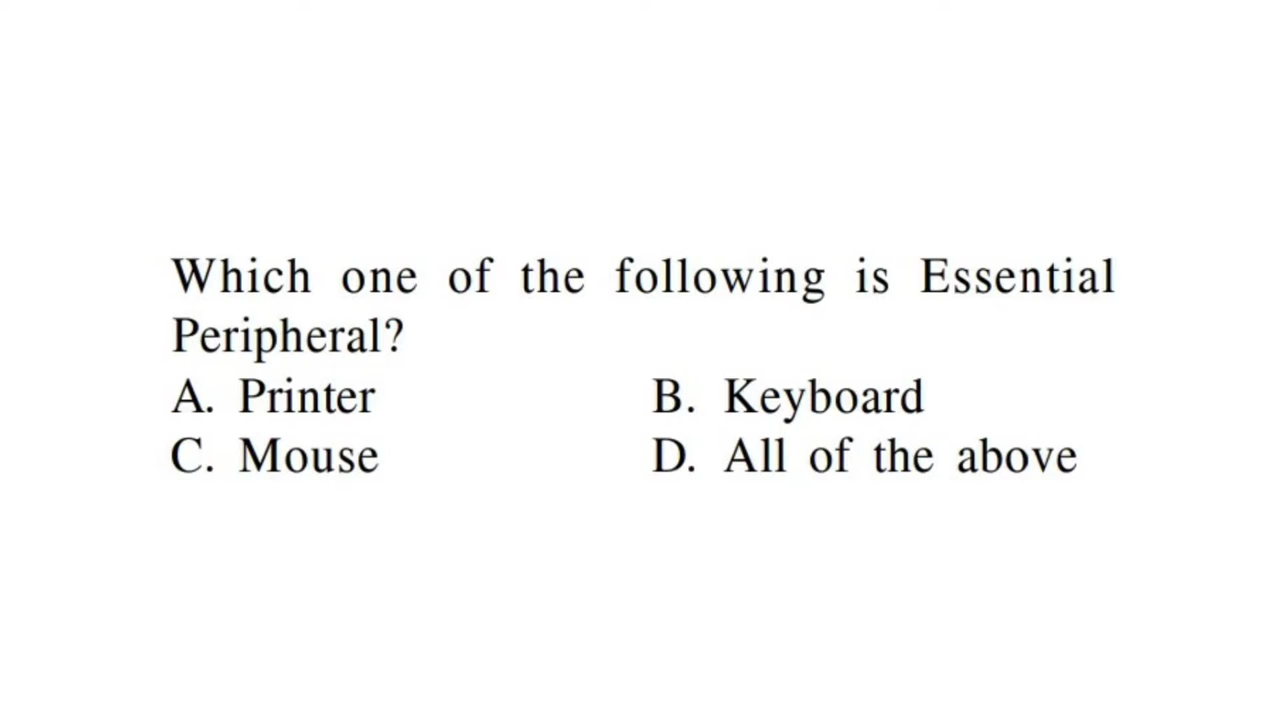 Which one of the following is Essential
Peripheral?
A. Printer B. Keyboard
C. Mouse D. All of the above